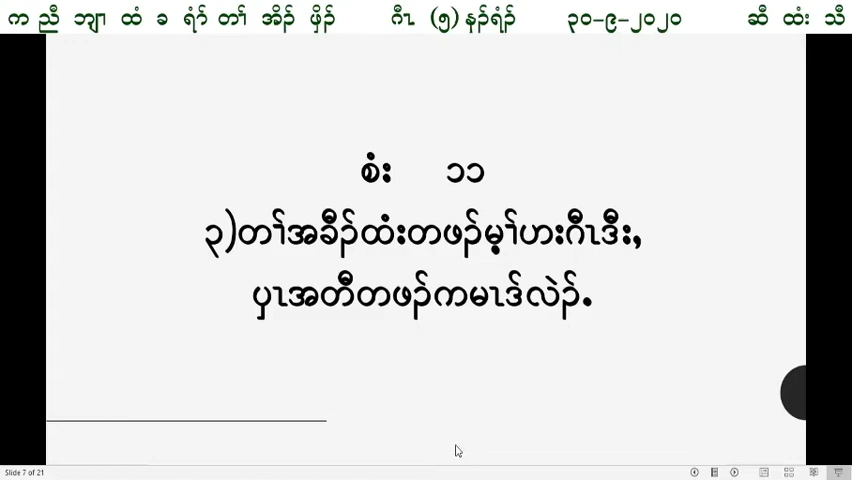 က ညီ ဘျၢ ထံ ခ ရံာ် တၢ် အိၣ် ဖှိၣ် ဂီၤ (၅) နၣ်ရံၣ် ၃၀-၉-၂၀၂၀ ဆီ ထံး သီ
စံး ၁၁
၃)တၢ်အခီၣ်ထံးတဖၣ်မ့ၢ်ဟးဂီၤဒီး,
ပှၤအတီတဖၣ်ကမၤဒ်လဲၣ်.
Slide 7 of 21